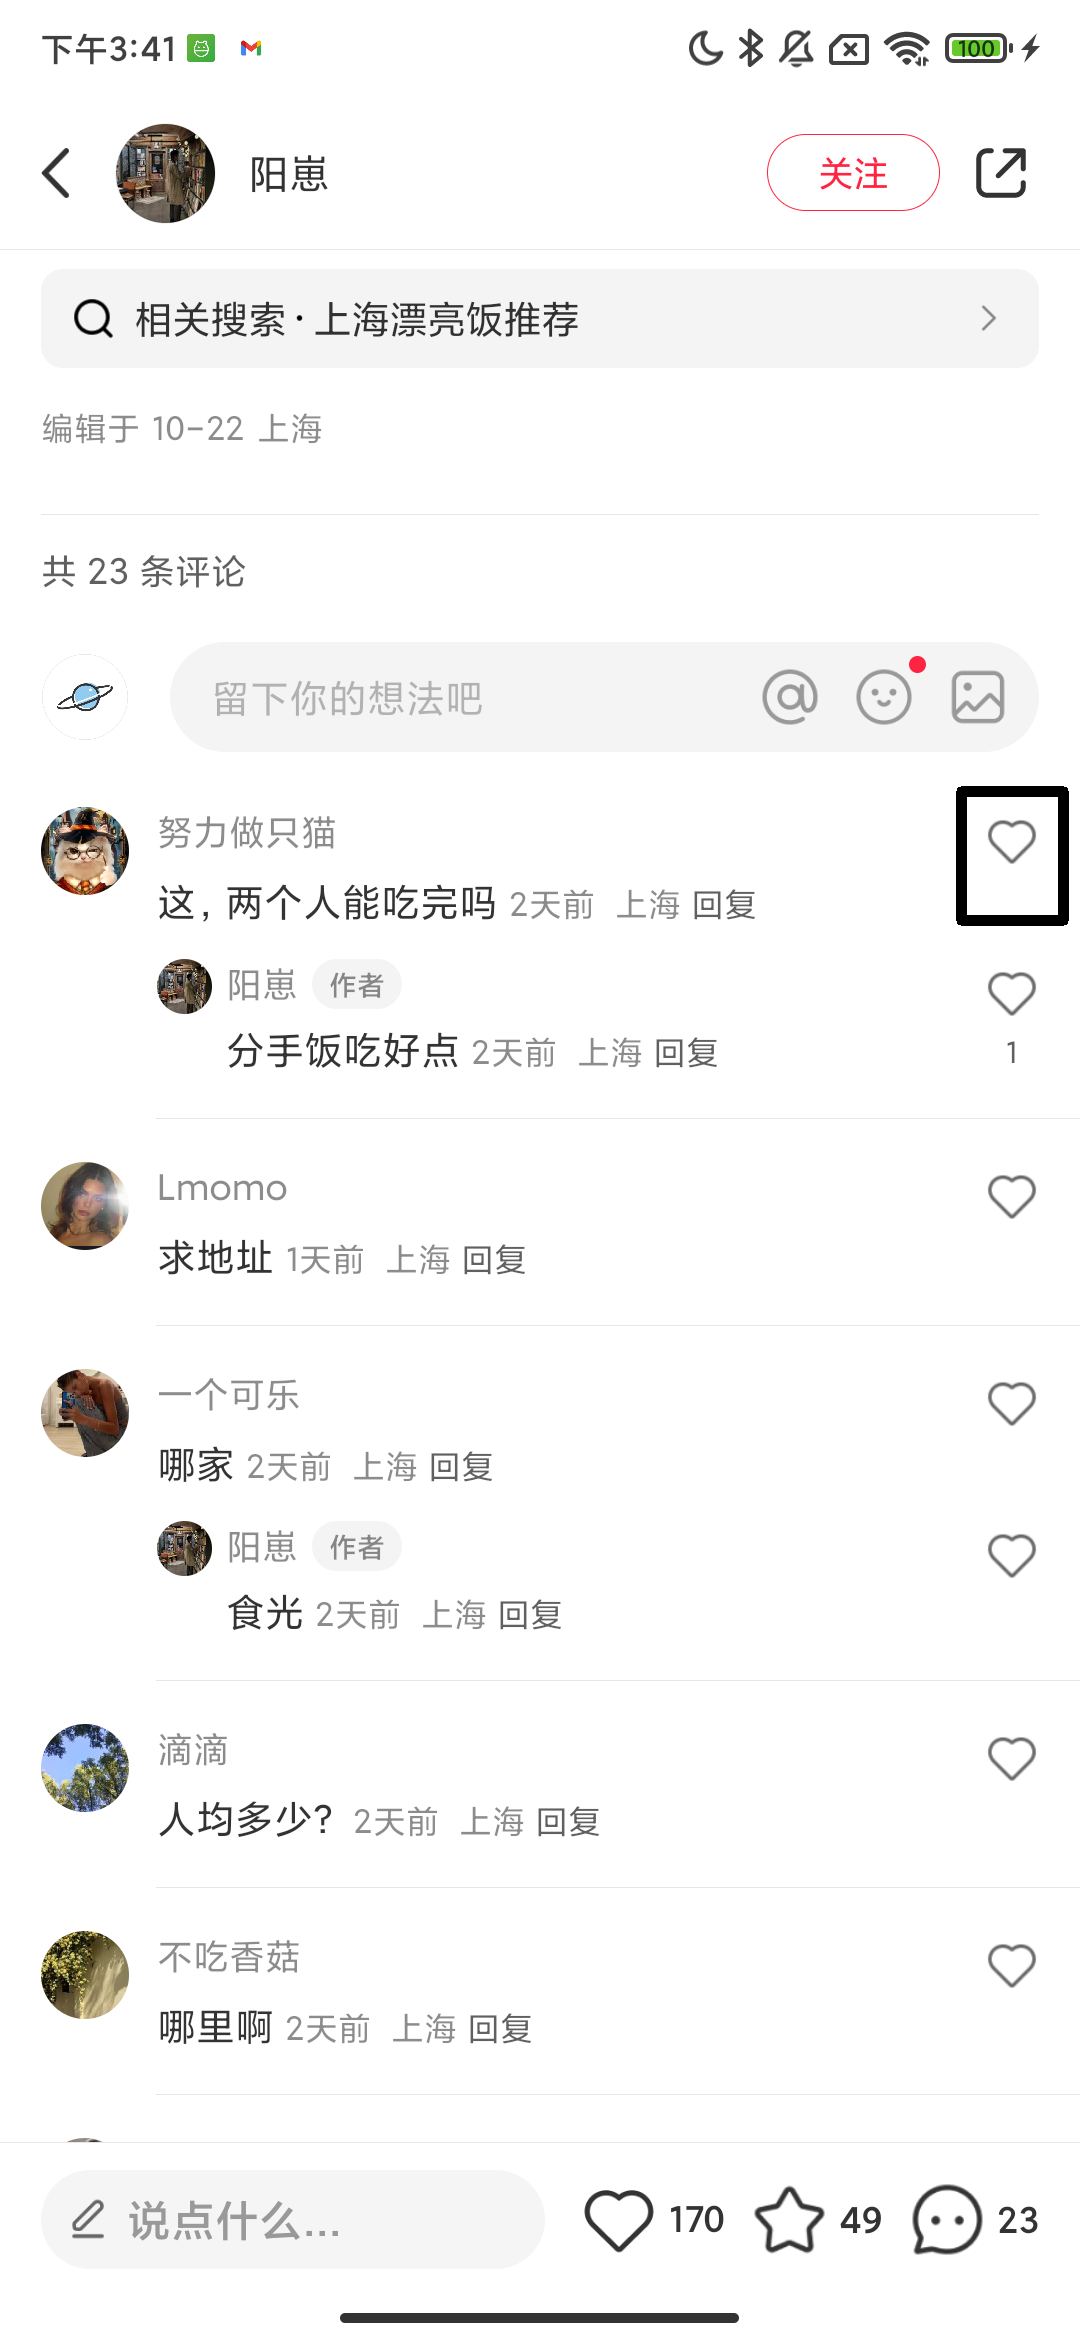 下午3:41
100
阳崽
关注
相关搜索·上海漂亮饭推荐
编辑于 10-22 上海
共 23 条评论
留下你的想法吧
努力做只猫
这，两个人能吃完吗 2天前 上海 回复
阳崽 作者
分手饭吃好点 2天前 上海 回复
1
Lmomo
求地址 1天前 上海 回复
一个可乐
哪家 2天前 上海 回复
阳崽 作者
食光 2天前 上海 回复
滴滴
人均多少？ 2天前 上海 回复
不吃香菇
哪里啊 2天前 上海 回复
说点什么... 170 49 23